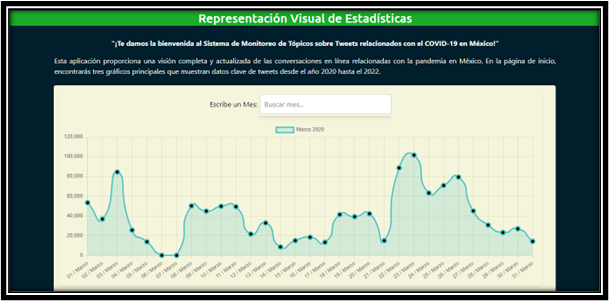 Representación Visual de Estadísticas
"¡Te damos la bienvenida al Sistema de Monitoreo de Tópicos sobre Tweets relacionados con el COVID-19 en México!"
Esta aplicación proporciona una visión completa y actualizada de las conversaciones en línea relacionadas con la pandemia en México. En la página de inicio,
encontrarás tres gráficos principales que muestran datos clave de tweets desde el año 2020 hasta el 2022.
Escribe un Mes: Buscar mes...
Marzo 2020
120,000
100,000
80,000
60,000
40,000
20,000
0
01 / Marzo
02 / Marzo
03 / Marzo
04 / Marzo
05 / Marzo
06 / Marzo
07 / Marzo
08 / Marzo
09 / Marzo
10 / Marzo
11 / Marzo
12 / Marzo
13 / Marzo
14 / Marzo
15 / Marzo
16 / Marzo
17 / Marzo
18 / Marzo
19 / Marzo
20 / Marzo
21 / Marzo
22 / Marzo
23 / Marzo
24 / Marzo
25 / Marzo
26 / Marzo
27 / Marzo
28 / Marzo
29 / Marzo
30 / Marzo
31 / Marzo